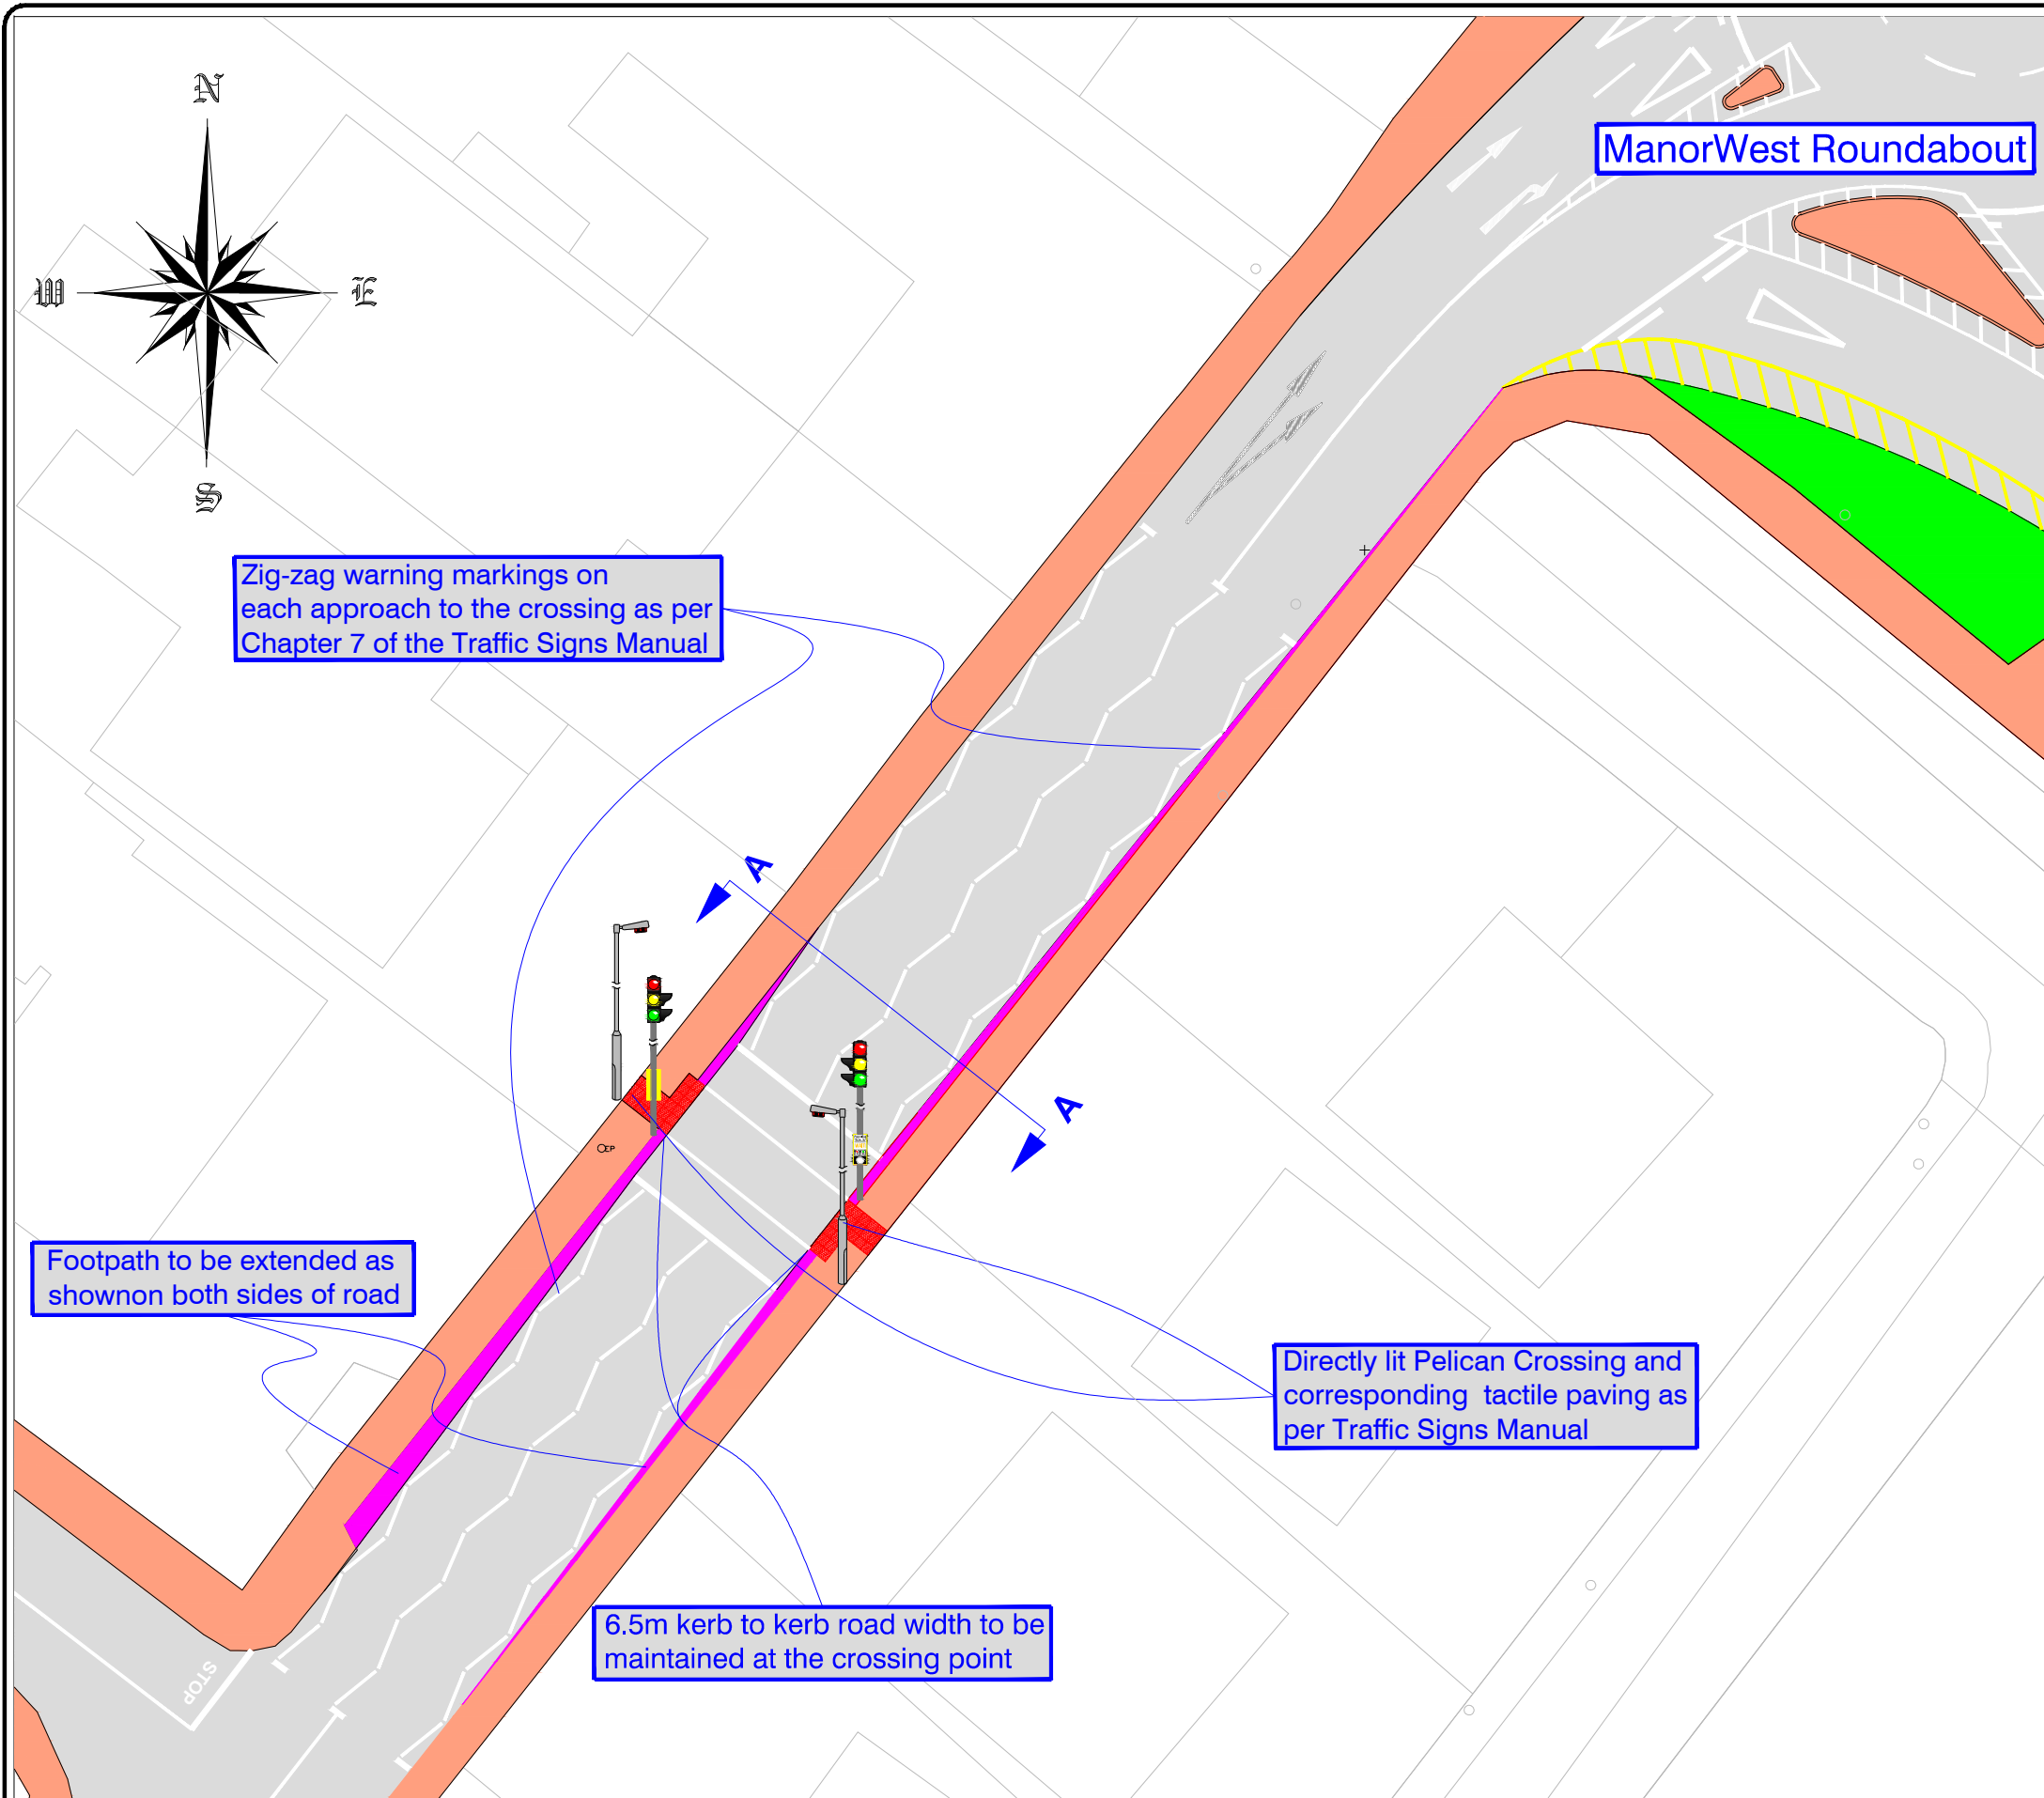 N
ManorWest Roundabout
W
E
S
Zig-zag warning markings on
each approach to the crossing as per
Chapter 7 of the Traffic Signs Manual
A
A
EP
Footpath to be extended as
shownon both sides of road
Directly lit Pelican Crossing and
corresponding tactile paving as
per Traffic Signs Manual
6.5m kerb to kerb road width to be
maintained at the crossing point
STOP